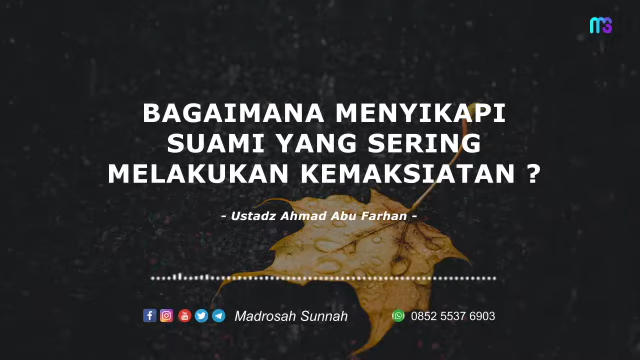 BAGAIMANA MENYIKAPI
SUAMI YANG SERING
MELAKUKAN KEMAKSIATAN ?
- Ustadz Ahmad Abu Farhan -
Madrosah Sunnah
0852 5537 6903